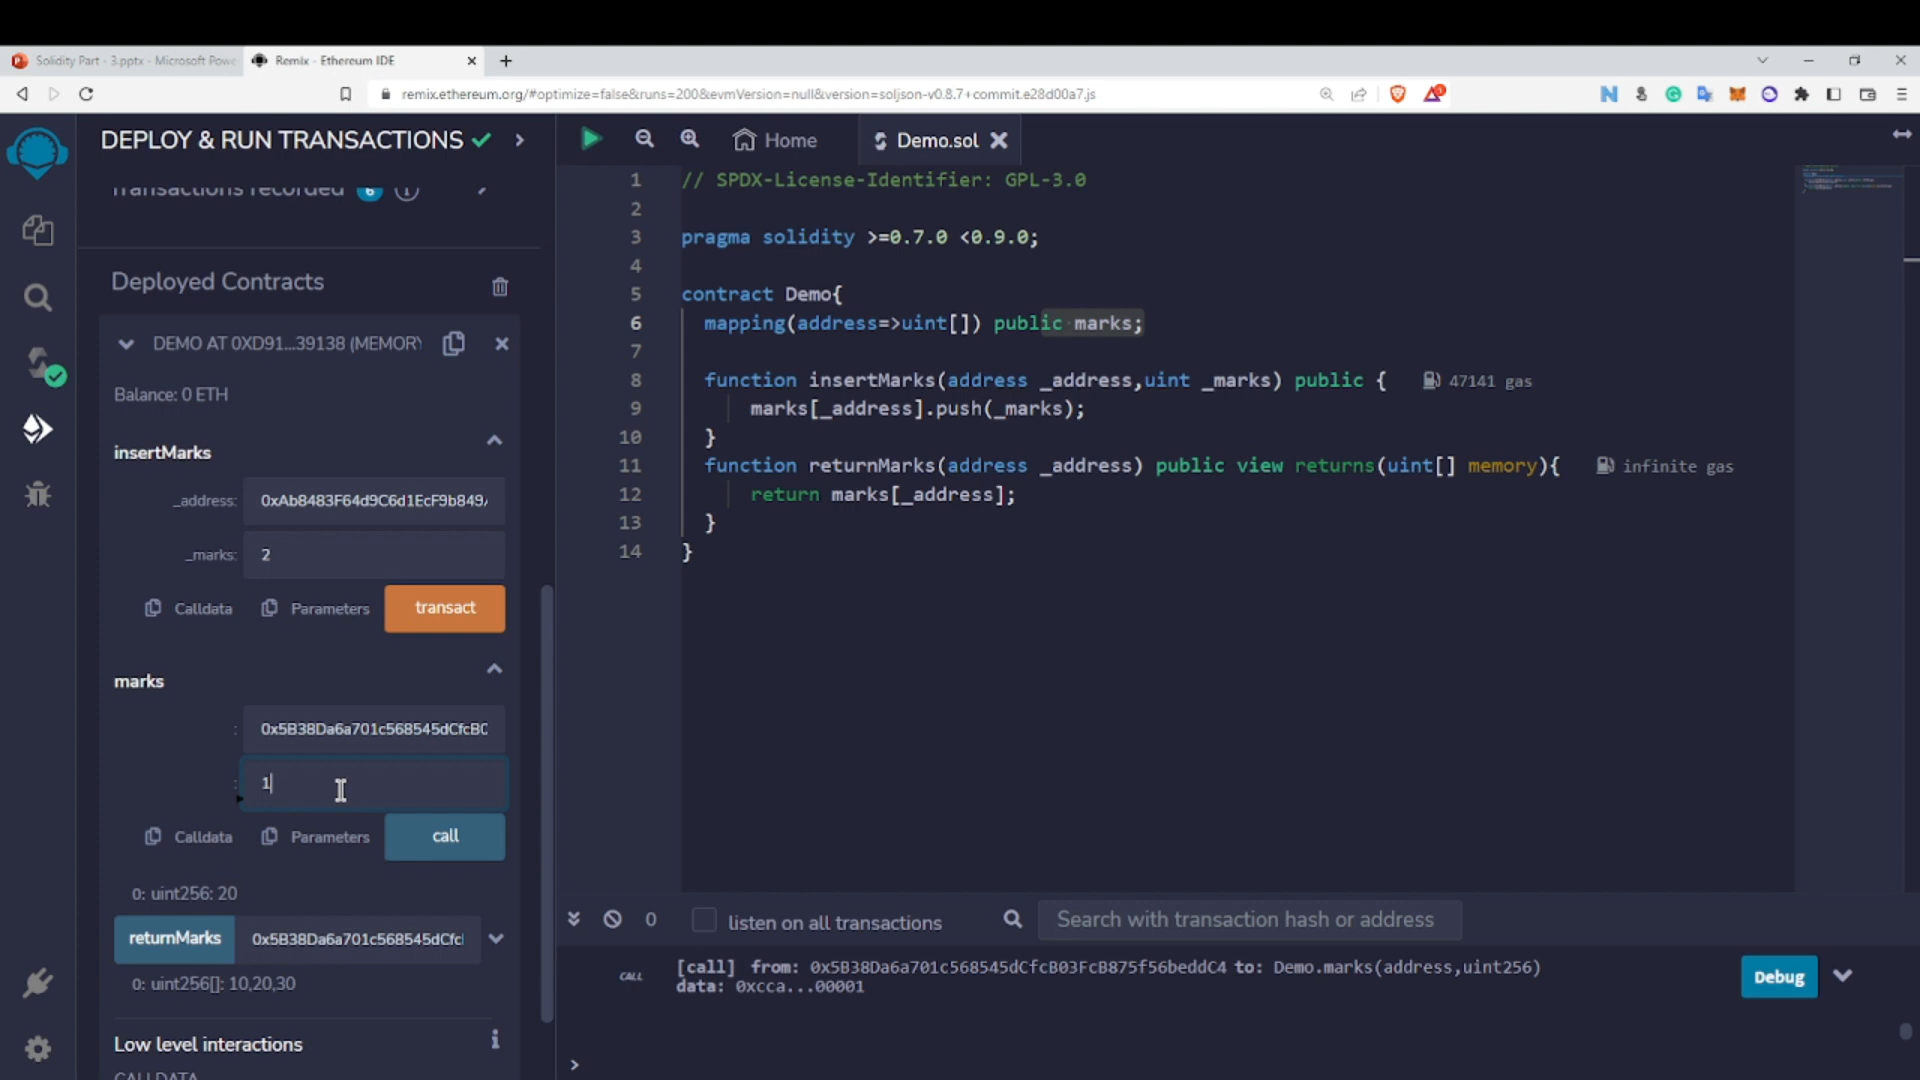 Solidity Part - 3.pptx - Microsoft Powe
Remix - Ethereum IDE
remix.ethereum.org/#optimize=false&runs=200&evmVersion=null&version=soljson-v0.8.7+commit.e28d00a7.js
DEPLOY & RUN TRANSACTIONS
Transactions recorded 6 i
Deployed Contracts
DEMO AT 0XD91...39138 (MEMORY
Balance: 0 ETH
insertMarks
_address: 0xAb8483F64d9C6d1EcF9b849
_marks: 2
Calldata Parameters transact
marks
: 0x5B38Da6a701c568545dCfcB0
: 1
Calldata Parameters call
0: uint256: 20
returnMarks 0x5B38Da6a701c568545dCfc
0: uint256[]: 10,20,30
Low level interactions i
CALLDATA
Home Demo.sol
1 // SPDX-License-Identifier: GPL-3.0
2
3 pragma solidity >=0.7.0 <0.9.0;
4
5 contract Demo{
6 mapping(address=>uint[]) public marks;
7
8 function insertMarks(address _address,uint _marks) public { 47141 gas
9 marks[_address].push(_marks);
10 }
11 function returnMarks(address _address) public view returns(uint[] memory){ infinite gas
12 return marks[_address];
13 }
14 }
0 listen on all transactions Search with transaction hash or address
CALL [call] from: 0x5B38Da6a701c568545dCfcB03FcB875f56beddC4 to: Demo.marks(address,uint256)
data: 0xcca...00001
Debug
>